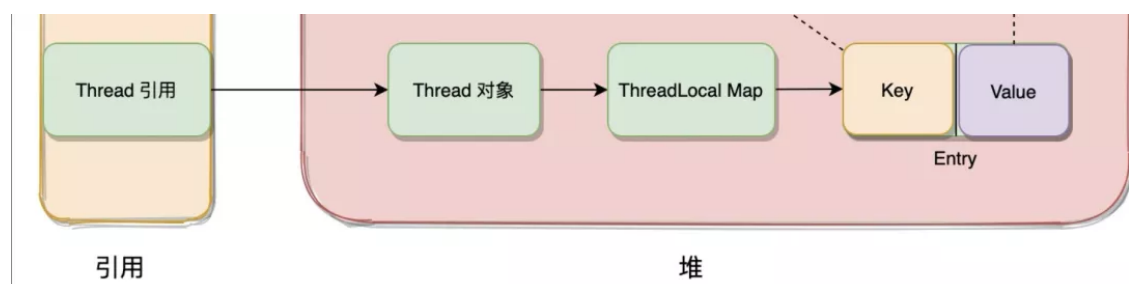 Thread 引用
Thread 对象
ThreadLocal Map
Key
Value
Entry
引用
堆